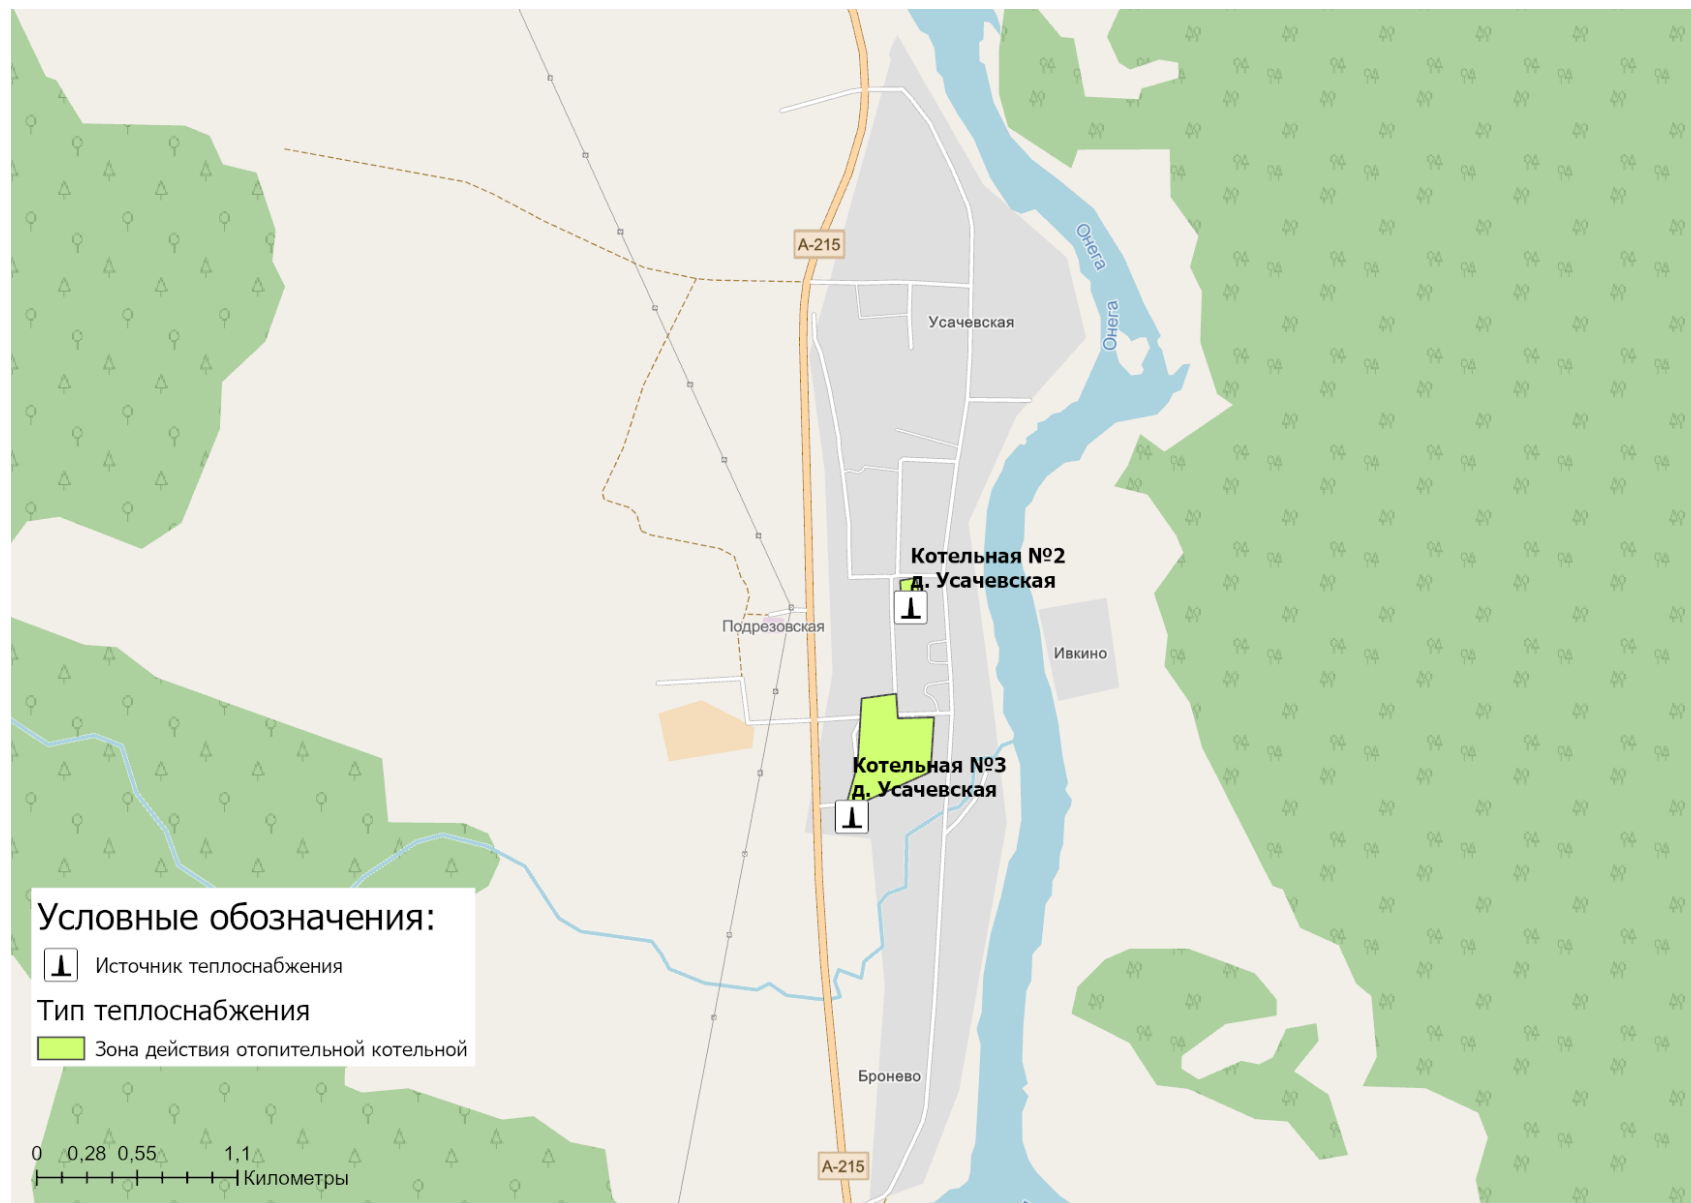 А-215
Онега
Онега
Усачевская
Котельная №2
д. Усачевская
Подрезовская
Ивкино
Котельная №3
д. Усачевская
Условные обозначения:
Источник теплоснабжения
Тип теплоснабжения
Зона действия отопительной котельной
Бронево
0 0,28 0,55 1,1
Километры
А-215